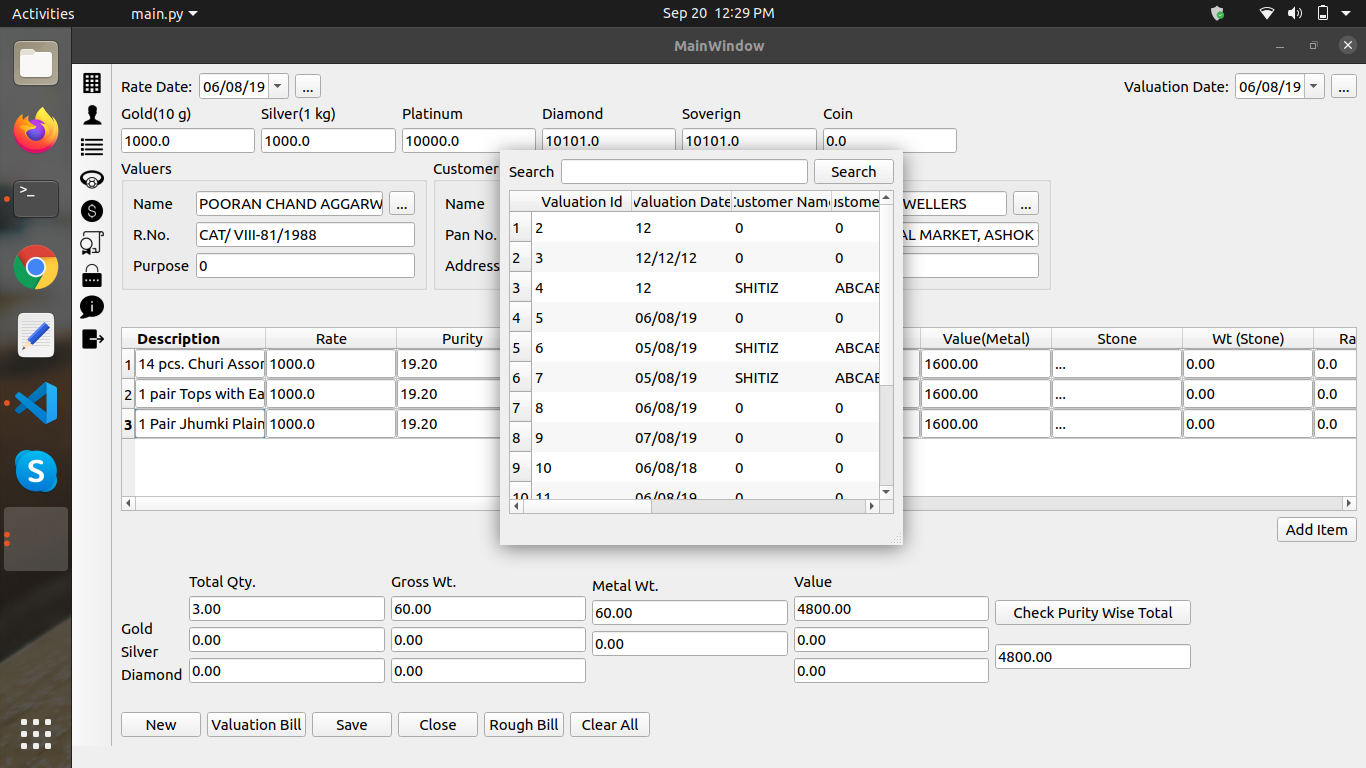 Activities main.py Sep 20 12:29 PM
MainWindow
Rate Date: 06/08/19 ... Valuation Date: 06/08/19 ...
Gold(10 g) Silver(1 kg) Platinum Diamond Soverign Coin
1000.0 1000.0 10000.0 10101.0 10101.0 0.0
Valuers Customer
Name POORAN CHAND AGGARW ... Name WELLERS ...
R.No. CAT/ VIII-81/1988 Pan No. AL MARKET, ASHOK
Purpose 0 Address
Search Search
Valuation Id Valuation Date Customer Name ustome
1 2 12 0 0
2 3 12/12/12 0 0
3 4 12 SHITIZ ABCAE
4 5 06/08/19 0 0
5 6 05/08/19 SHITIZ ABCAE
6 7 05/08/19 SHITIZ ABCAE
7 8 06/08/19 0 0
8 9 07/08/19 0 0
9 10 06/08/18 0 0
10 11 06/08/19 0 0
Description Rate Purity Value(Metal) Stone Wt (Stone) Ra
1 14 pcs. Churi Assor 1000.0 19.20 1600.00 ... 0.00 0.0
2 1 pair Tops with Ea 1000.0 19.20 1600.00 ... 0.00 0.0
3 1 Pair Jhumki Plain 1000.0 19.20 1600.00 ... 0.00 0.0
Add Item
Total Qty. Gross Wt. Metal Wt. Value
3.00 60.00 60.00 4800.00 Check Purity Wise Total
Gold
0.00 0.00 0.00 0.00
Silver 4800.00
Diamond 0.00 0.00 0.00
New Valuation Bill Save Close Rough Bill Clear All